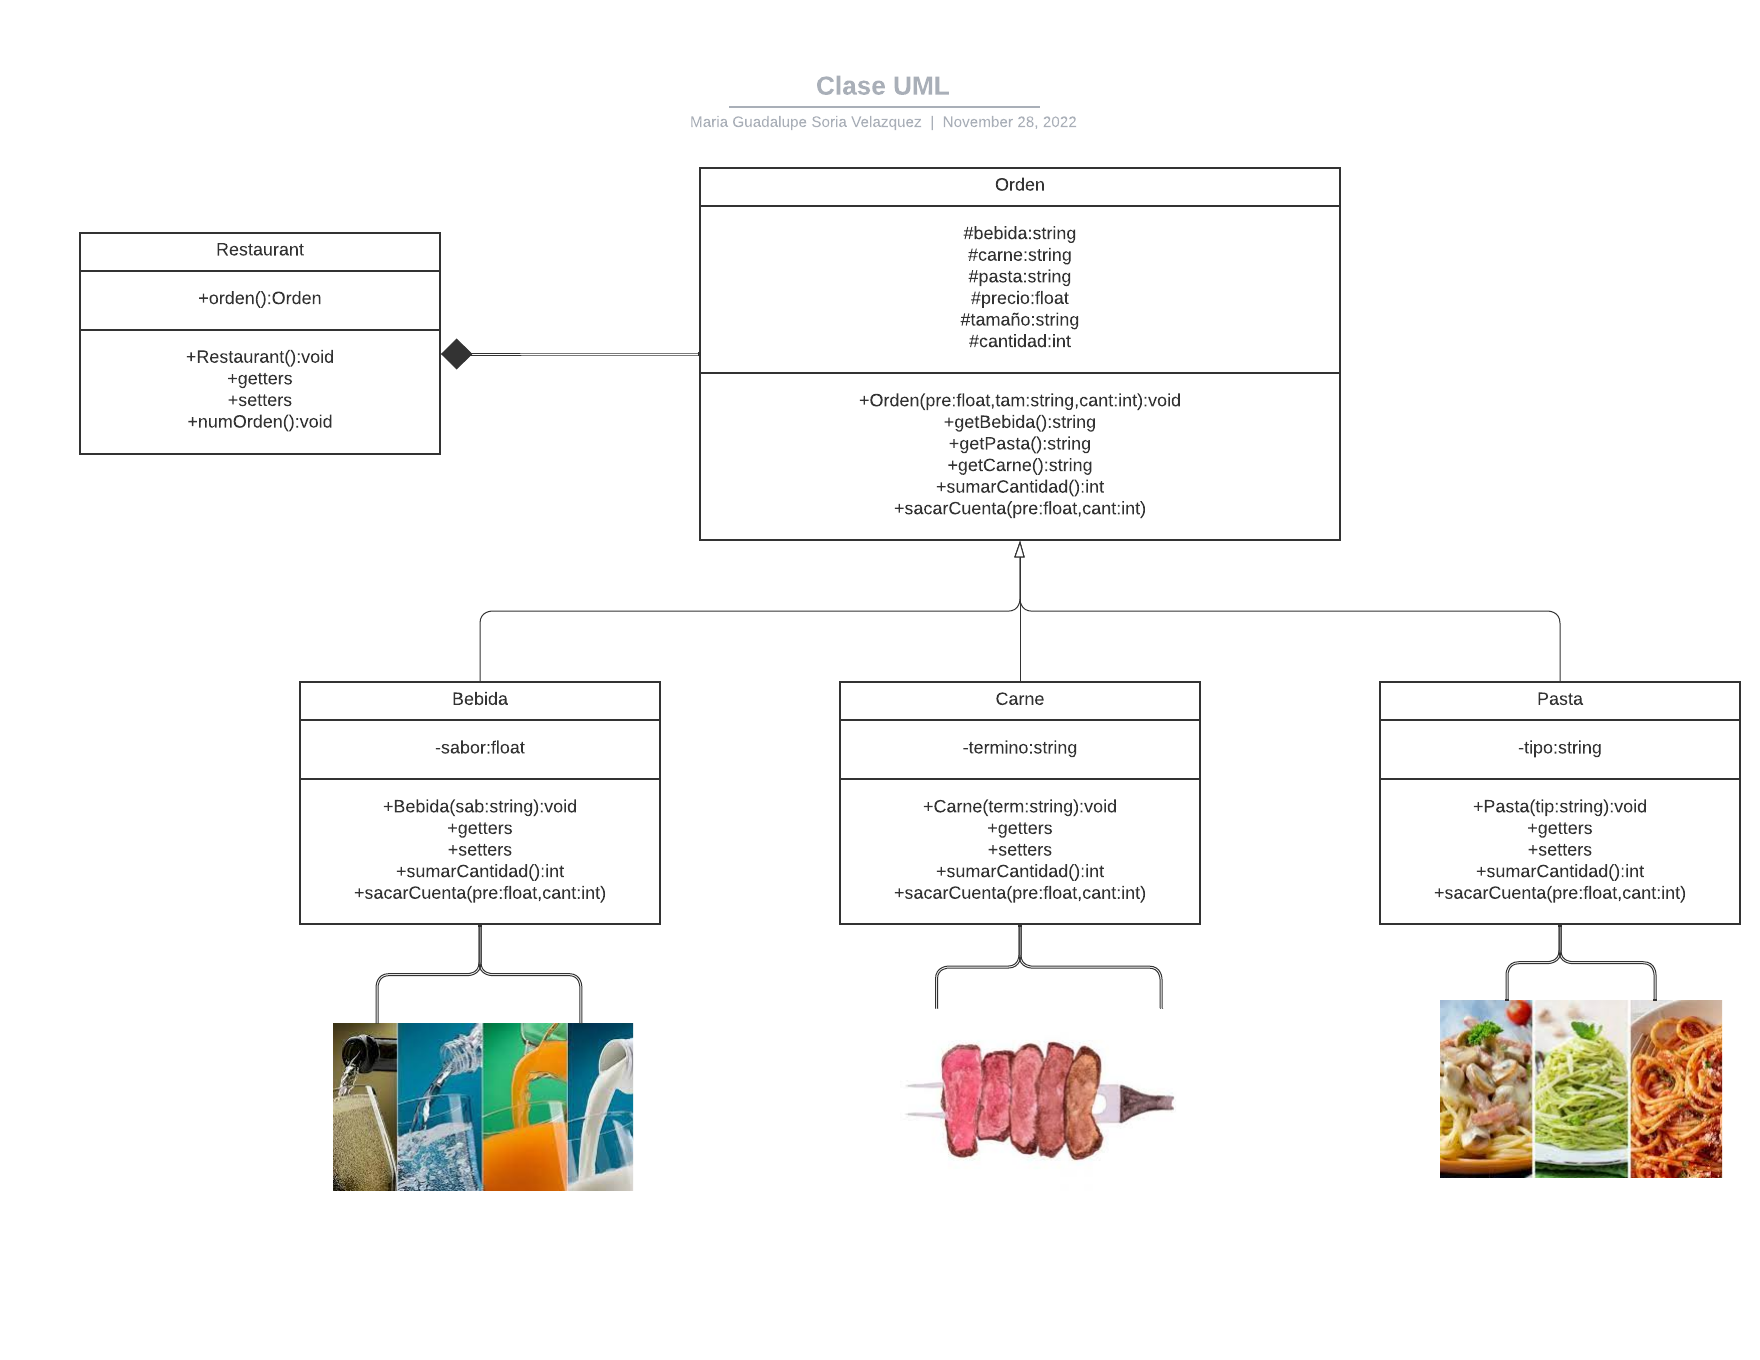 Clase UML
Maria Guadalupe Soria Velazquez | November 28, 2022
Orden
#bebida:string
#carne:string
#pasta:string
#precio:float
#tamaño:string
#cantidad:int
+Orden(pre:float,tam:string,cant:int):void
+getBebida():string
+getPasta():string
+getCarne():string
+sumarCantidad():int
+sacarCuenta(pre:float,cant:int)
Restaurant
+orden():Orden
+Restaurant():void
+getters
+setters
+numOrden():void
Bebida
-sabor:float
+Bebida(sab:string):void
+getters
+setters
+sumarCantidad():int
+sacarCuenta(pre:float,cant:int)
Carne
-termino:string
+Carne(term:string):void
+getters
+setters
+sumarCantidad():int
+sacarCuenta(pre:float,cant:int)
Pasta
-tipo:string
+Pasta(tip:string):void
+getters
+setters
+sumarCantidad():int
+sacarCuenta(pre:float,cant:int)